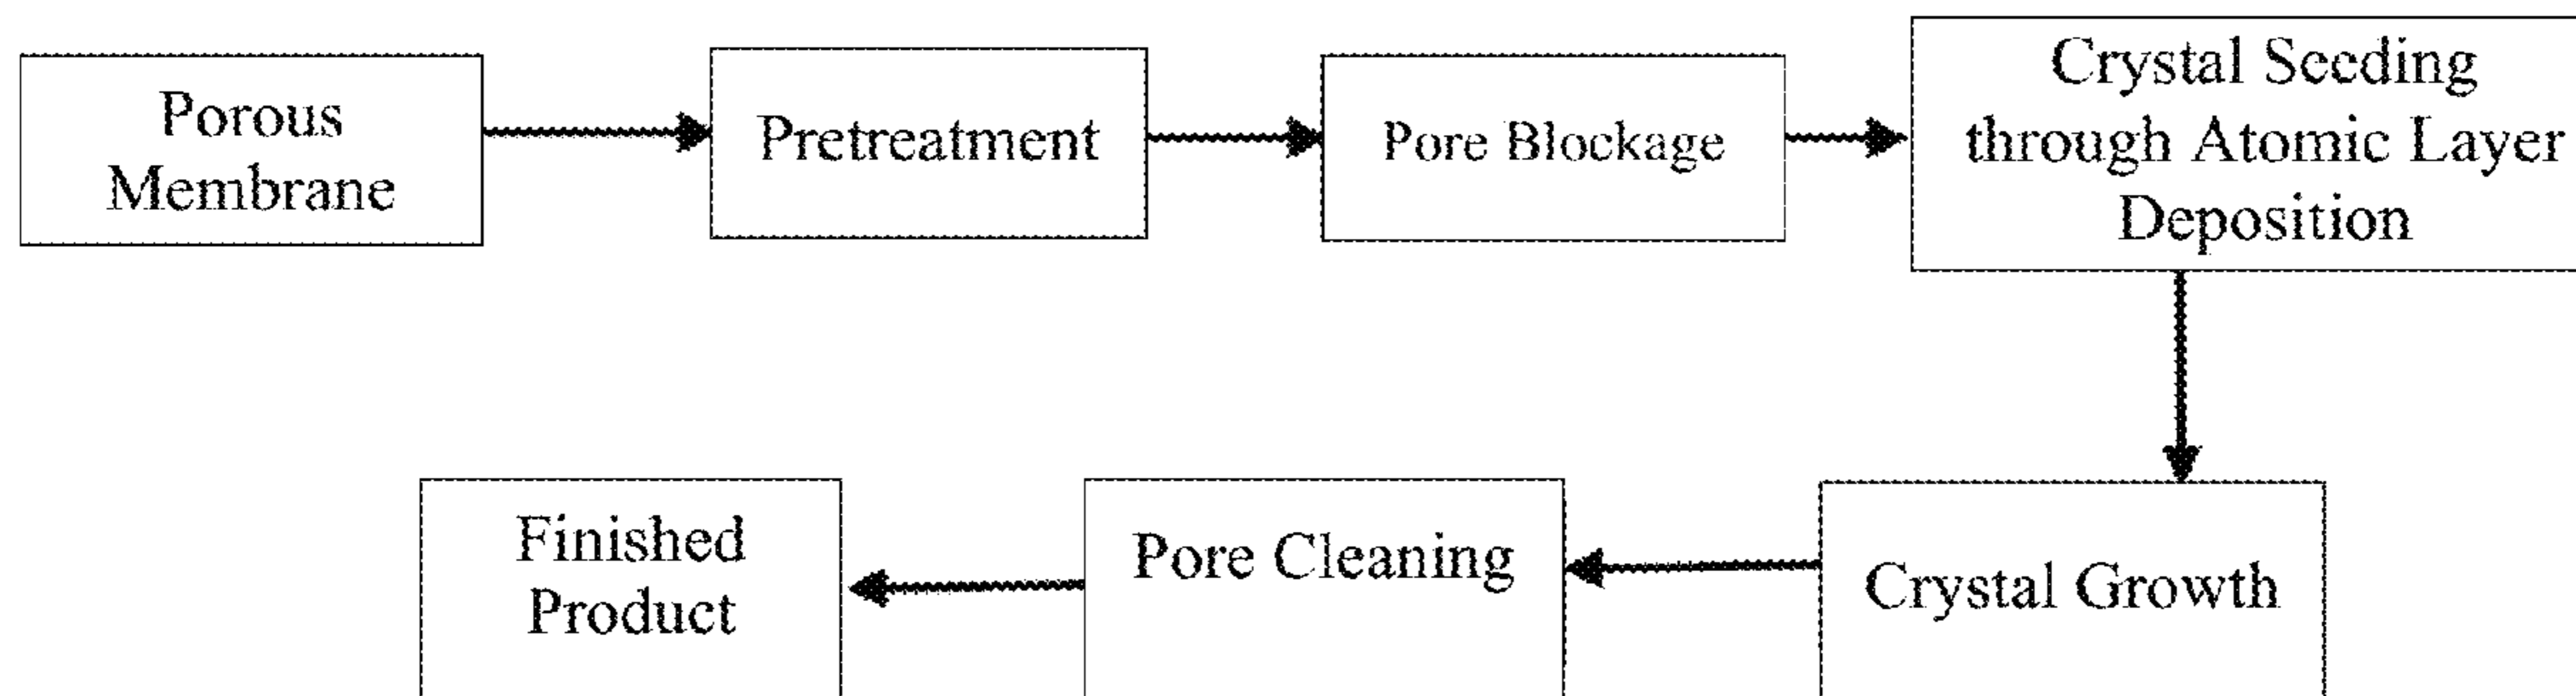 Porous
Membrane
Pretreatment
Pore Blockage
Crystal Seeding
through Atomic Layer
Deposition
Crystal Growth
Pore Cleaning
Finished
Product